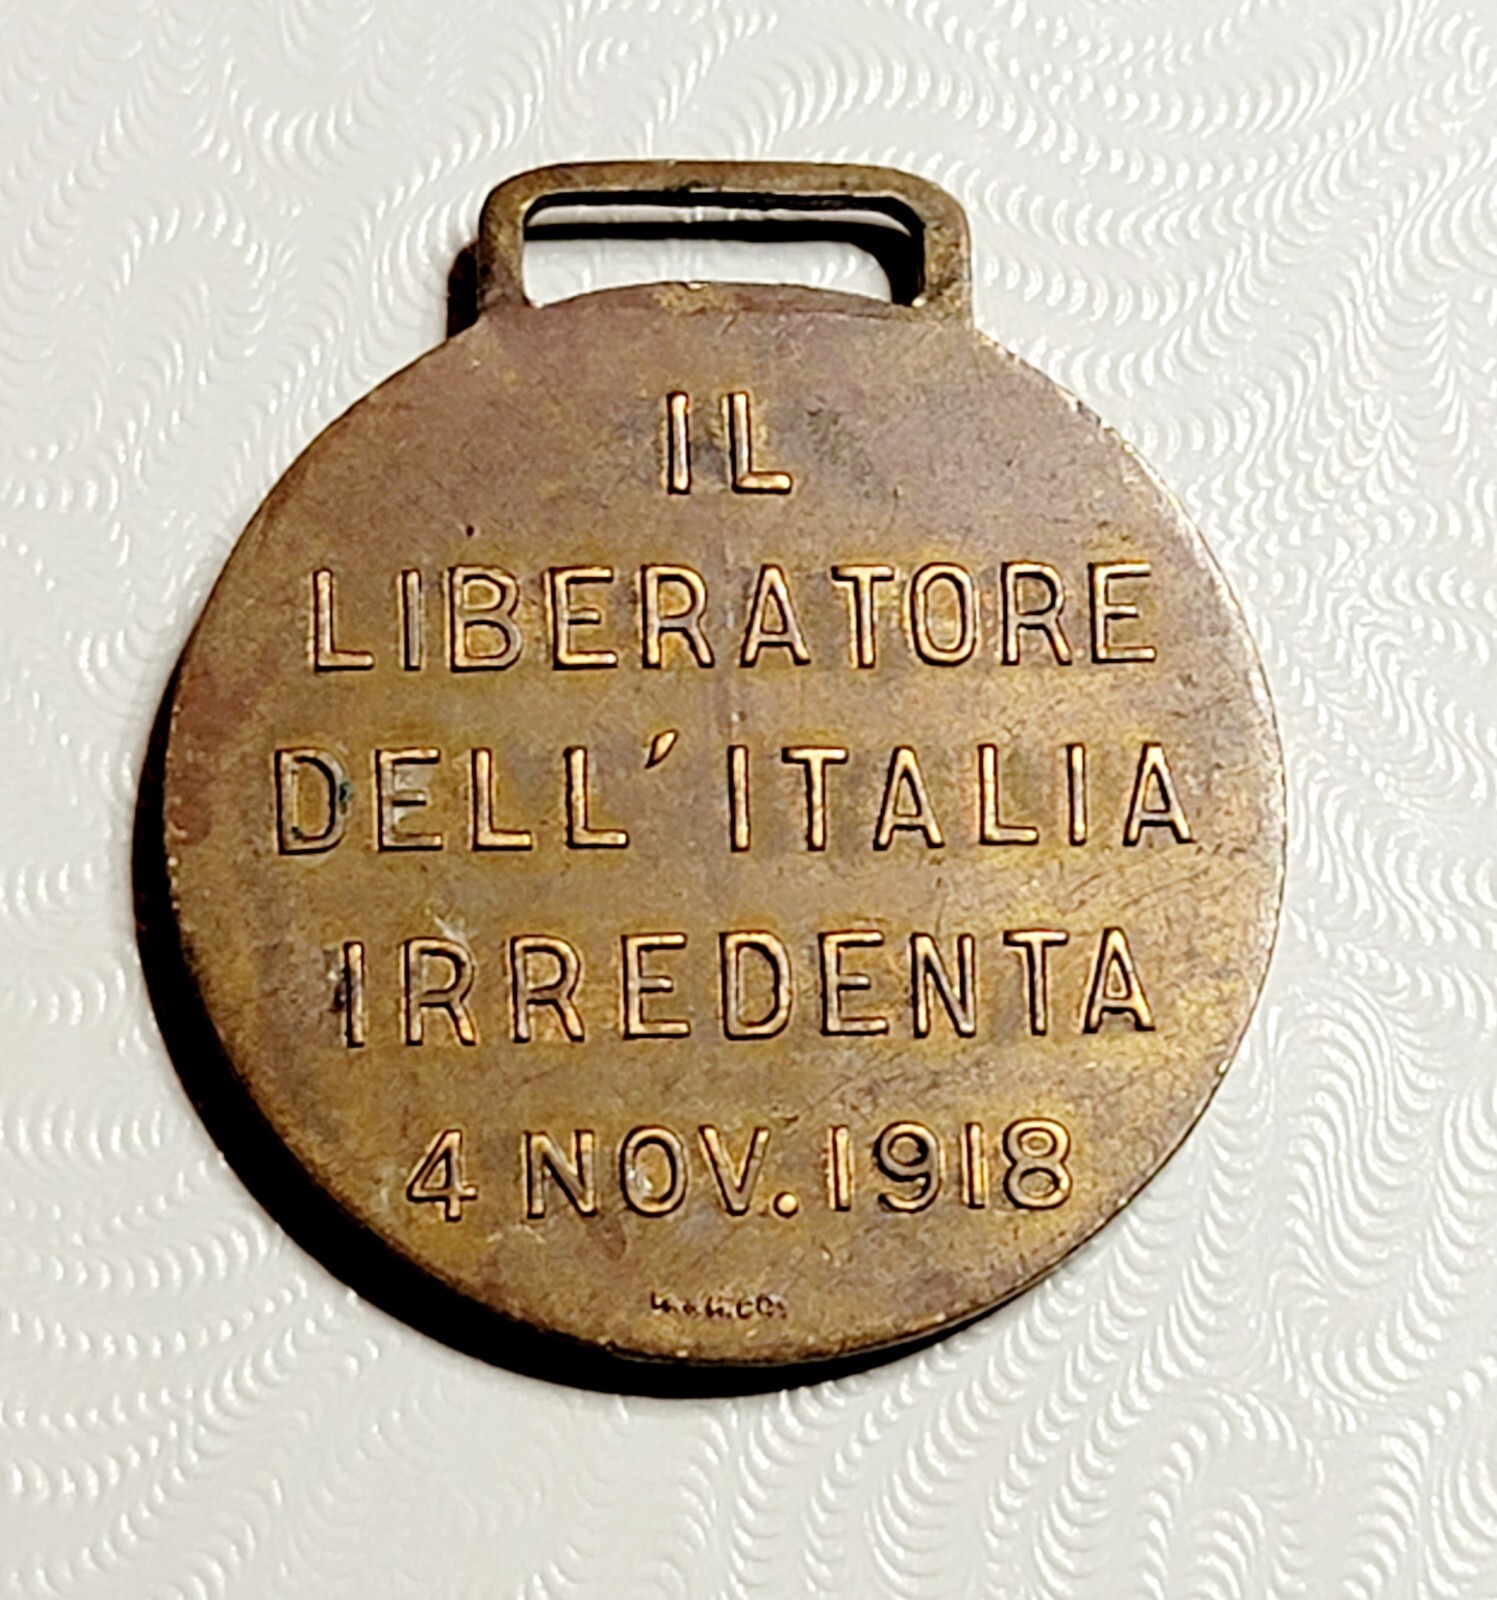 IL
LIBERATORE
DELL'ITALIA
IRREDENTA
4 NOV. 1918